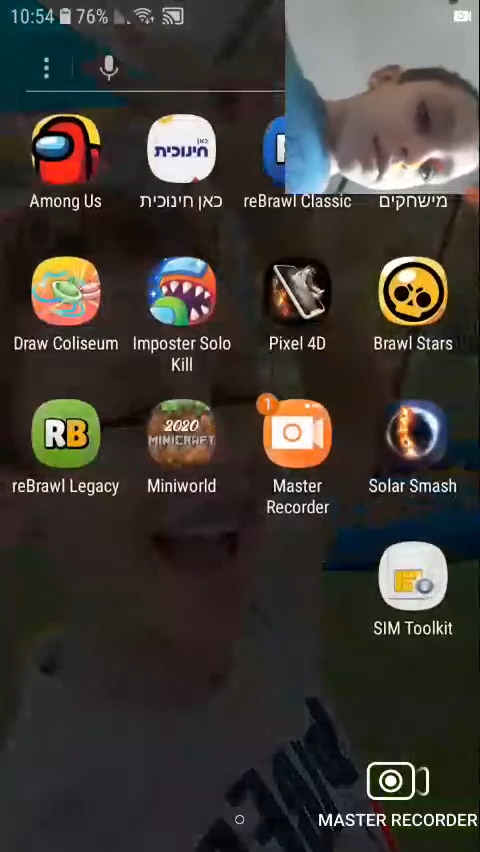 10:54 76%
Among Us
כאן חינוכית
כאן
חינוכית
reBrawl Classic
מישחקים
Draw Coliseum
Imposter Solo
Kill
Pixel 4D
Brawl Stars
RB
reBrawl Legacy
2020
MINICRAFT
Miniworld
1
Master
Recorder
Solar Smash
SIM Toolkit
MASTER RECORDER